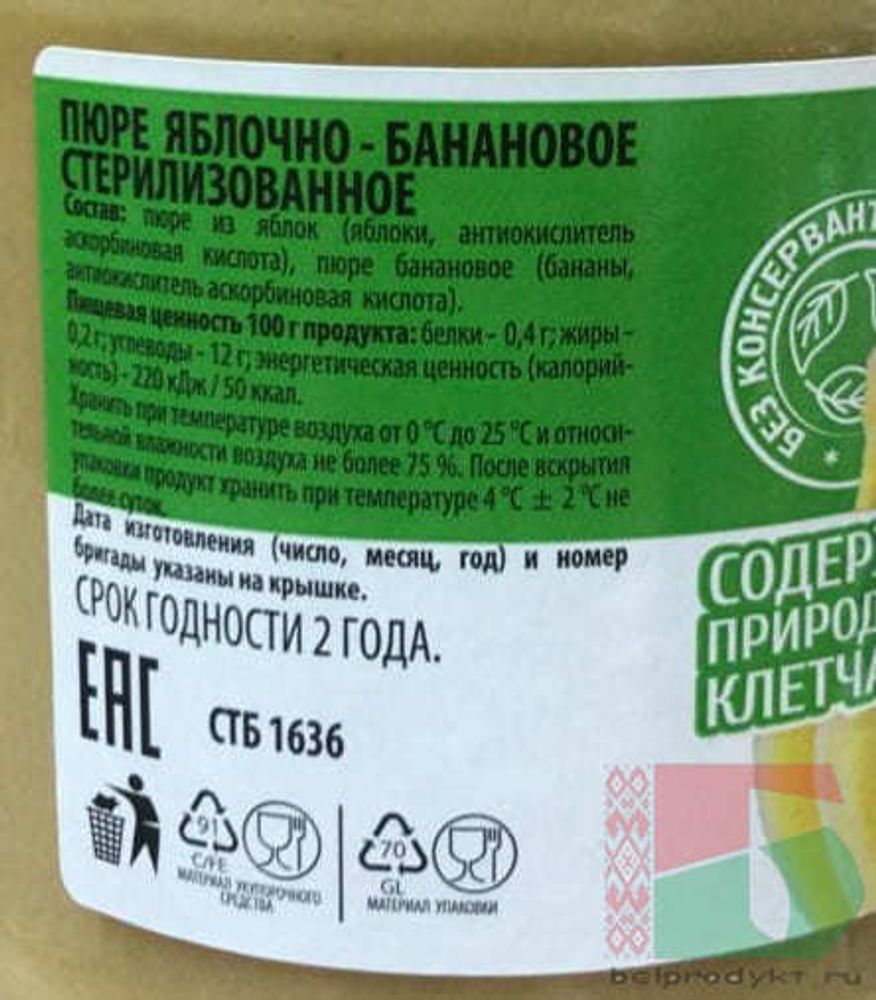 ПЮРЕ ЯБЛОЧНО - БАНАНОВОЕ
СТЕРИЛИЗОВАННОЕ
Состав: пюре из яблок (яблоки, антиокислитель
аскорбиновая кислота), пюре банановое (бананы,
антиокислитель аскорбиновая кислота).
Пищевая ценность 100 г продукта: белки - 0,4 г; жиры -
0,2 г; углеводы - 12 г; энергетическая ценность (калорий-
ность) - 220 кДж / 50 ккал.
Хранить при температуре воздуха от 0 °С до 25 °С и относи-
тельной влажности воздуха не более 75 %. После вскрытия
упаковки продукт хранить при температуре 4 °С ± 2 °С не
более суток.
Дата изготовления (число, месяц, год) и номер
бригады указаны на крышке.
СРОК ГОДНОСТИ 2 ГОДА.
ЕАС
СТБ 1636
91
C/FE
МАТЕРИАЛ УКУПОРОЧНОГО
СРЕДСТВА
70
GL
МАТЕРИАЛ УПАКОВКИ
БЕЗ КОНСЕРВАНТ
СОДЕРЖ
ПРИРОД
КЛЕТЧА
belprodykt.ru